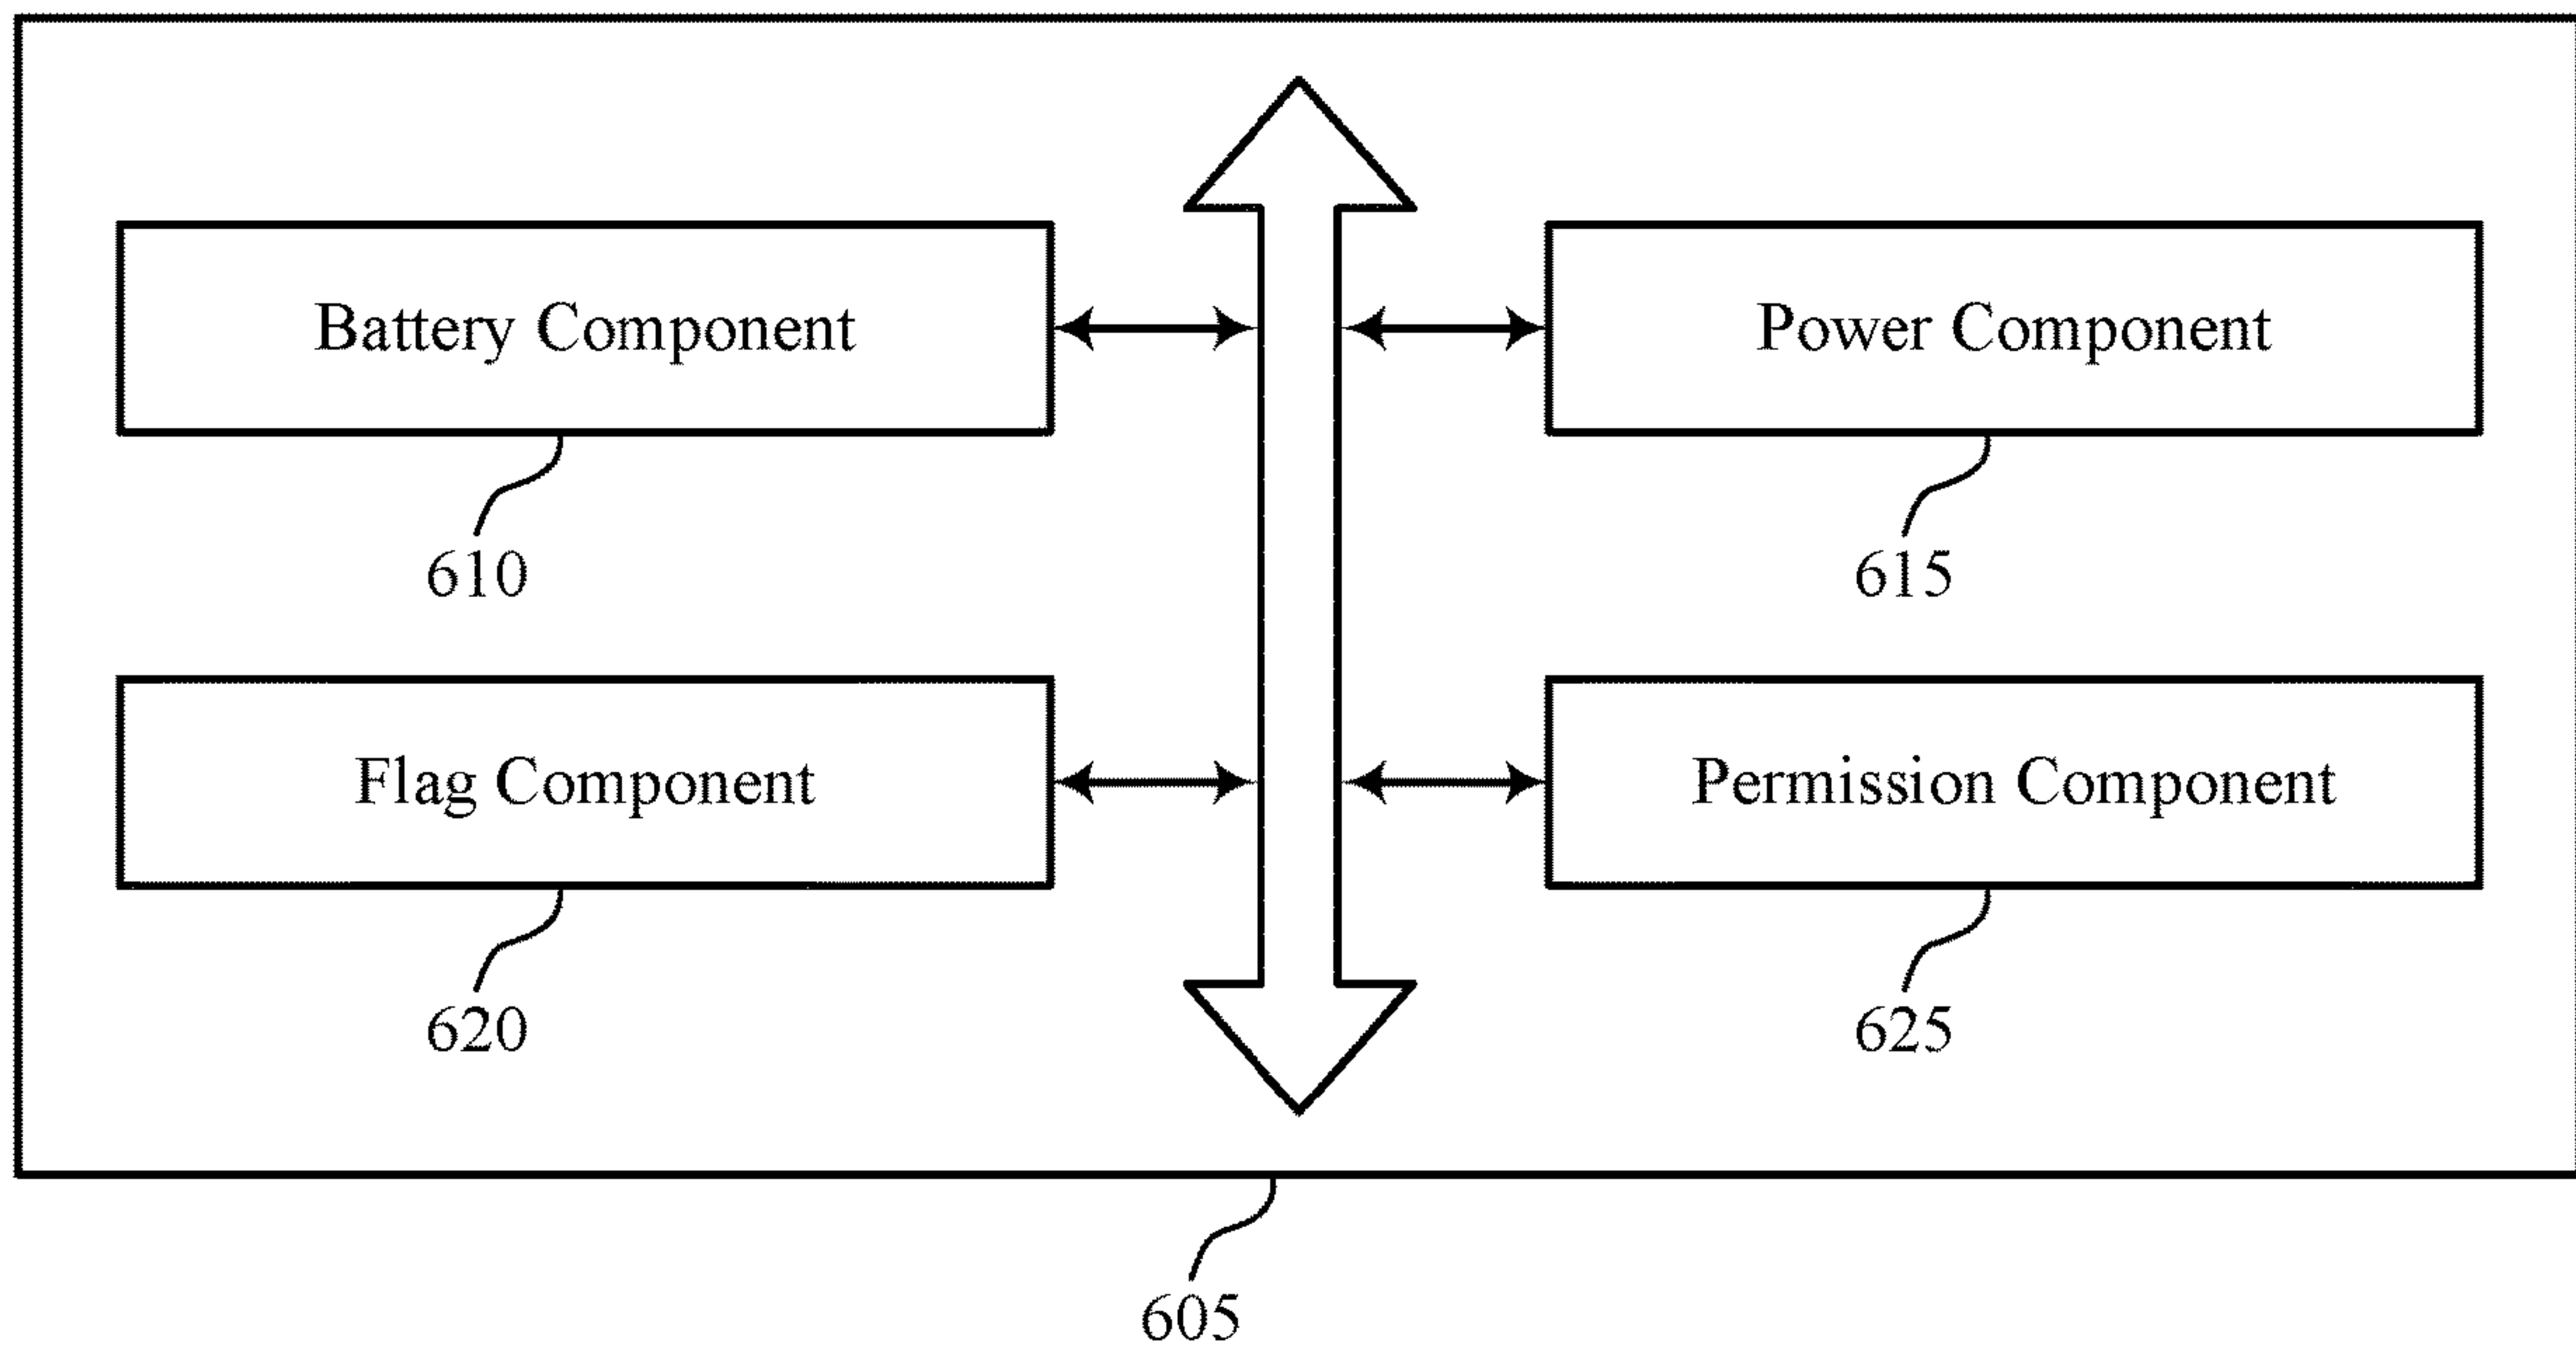 Battery Component
Power Component
610
615
Flag Component
Permission Component
620
625
605